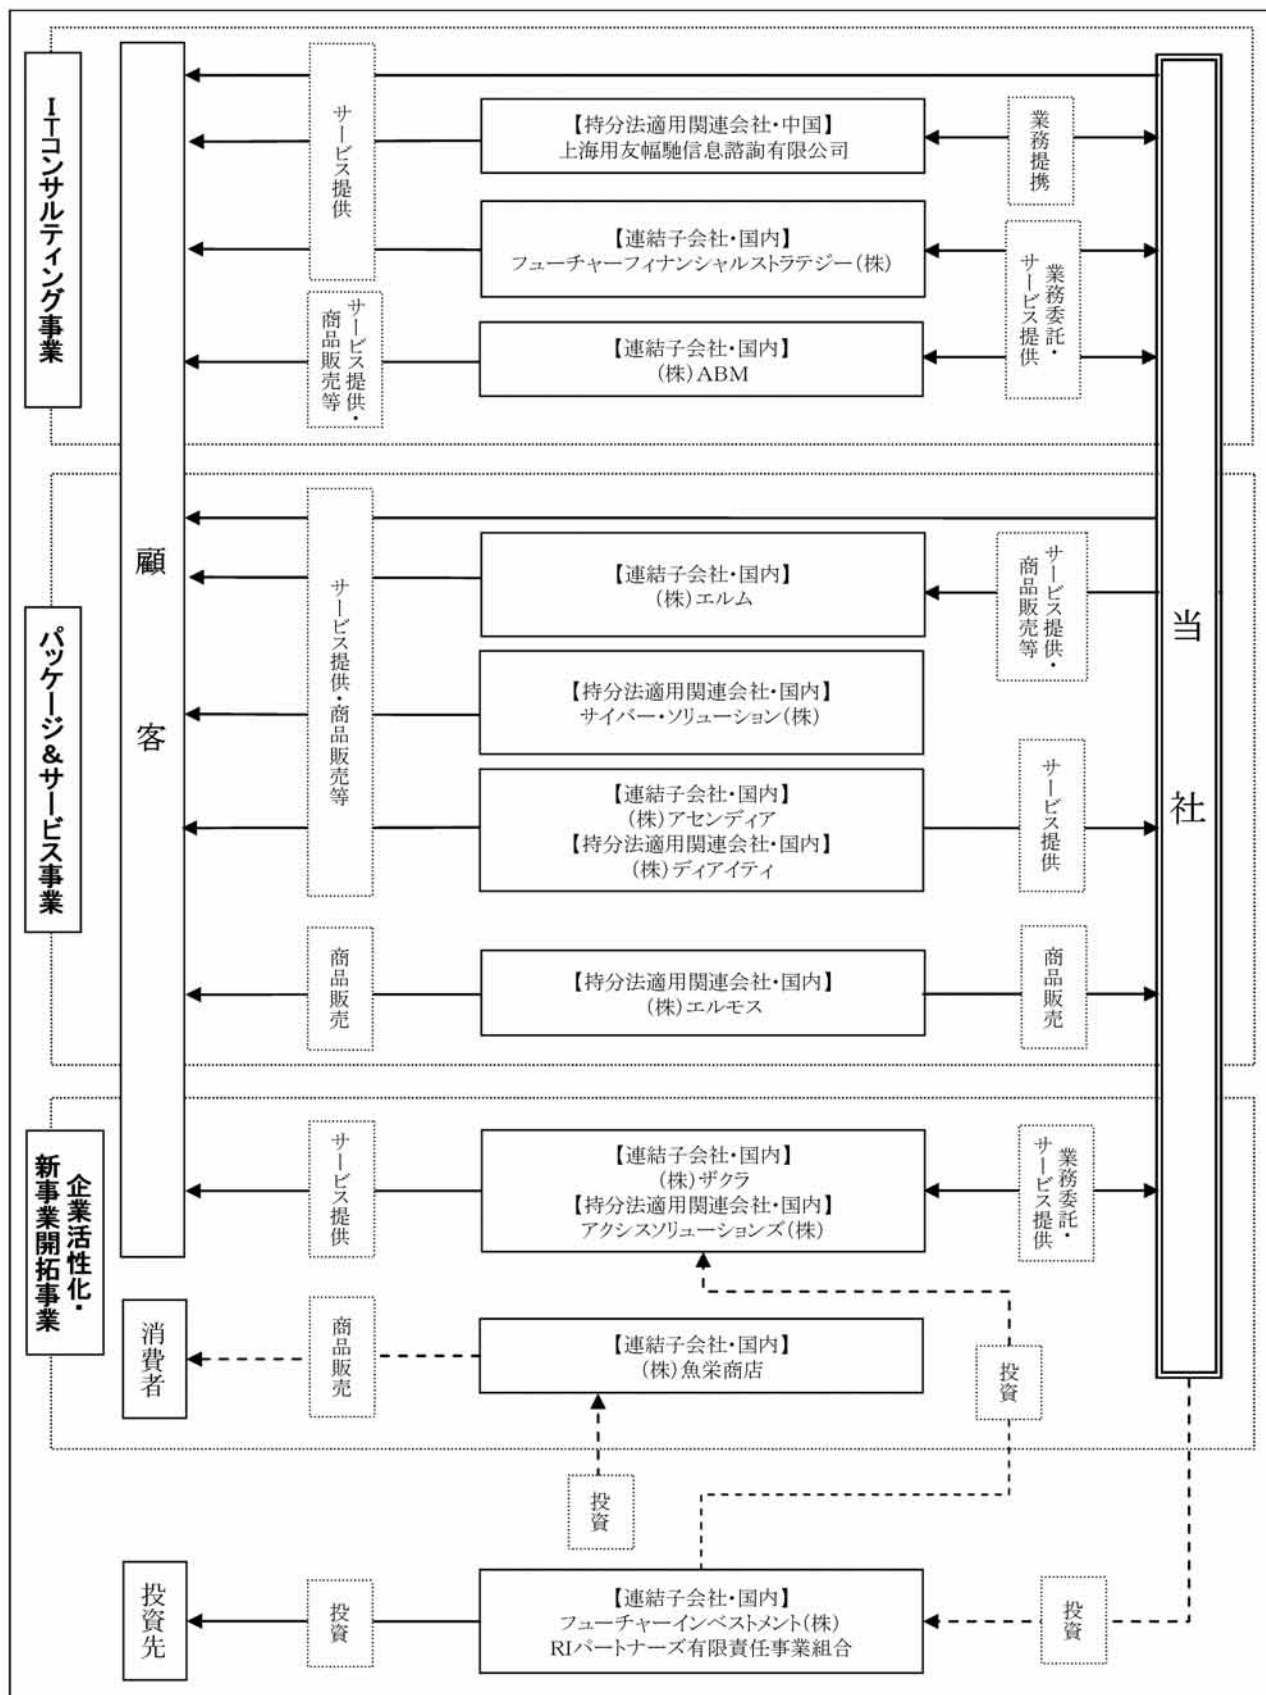 ITコンサルティング事業
顧客
当社
サービス提供
【持分法適用関連会社・中国】
上海用友幅馳信息諮詢有限公司
業務提携
【連結子会社・国内】
フューチャーフィナンシャルストラテジー(株)
業務委託・
サービス提供
サービス提供・
商品販売等
【連結子会社・国内】
(株)ABM
パッケージ&サービス事業
サービス提供・商品販売等
【連結子会社・国内】
(株)エルム
サービス提供・
商品販売等
【持分法適用関連会社・国内】
サイバー・ソリューション(株)
【連結子会社・国内】
(株)アセンディア
【持分法適用関連会社・国内】
(株)ディアイティ
サービス提供
商品販売
【持分法適用関連会社・国内】
(株)エルモス
商品販売
企業活性化・
新事業開拓事業
サービス提供
【連結子会社・国内】
(株)ザクラ
【持分法適用関連会社・国内】
アクシスソリューションズ(株)
業務委託・
サービス提供
消費者
商品販売
【連結子会社・国内】
(株)魚栄商店
投資
投資
投資先
投資
【連結子会社・国内】
フューチャーインベストメント(株)
RIパートナーズ有限責任事業組合
投資